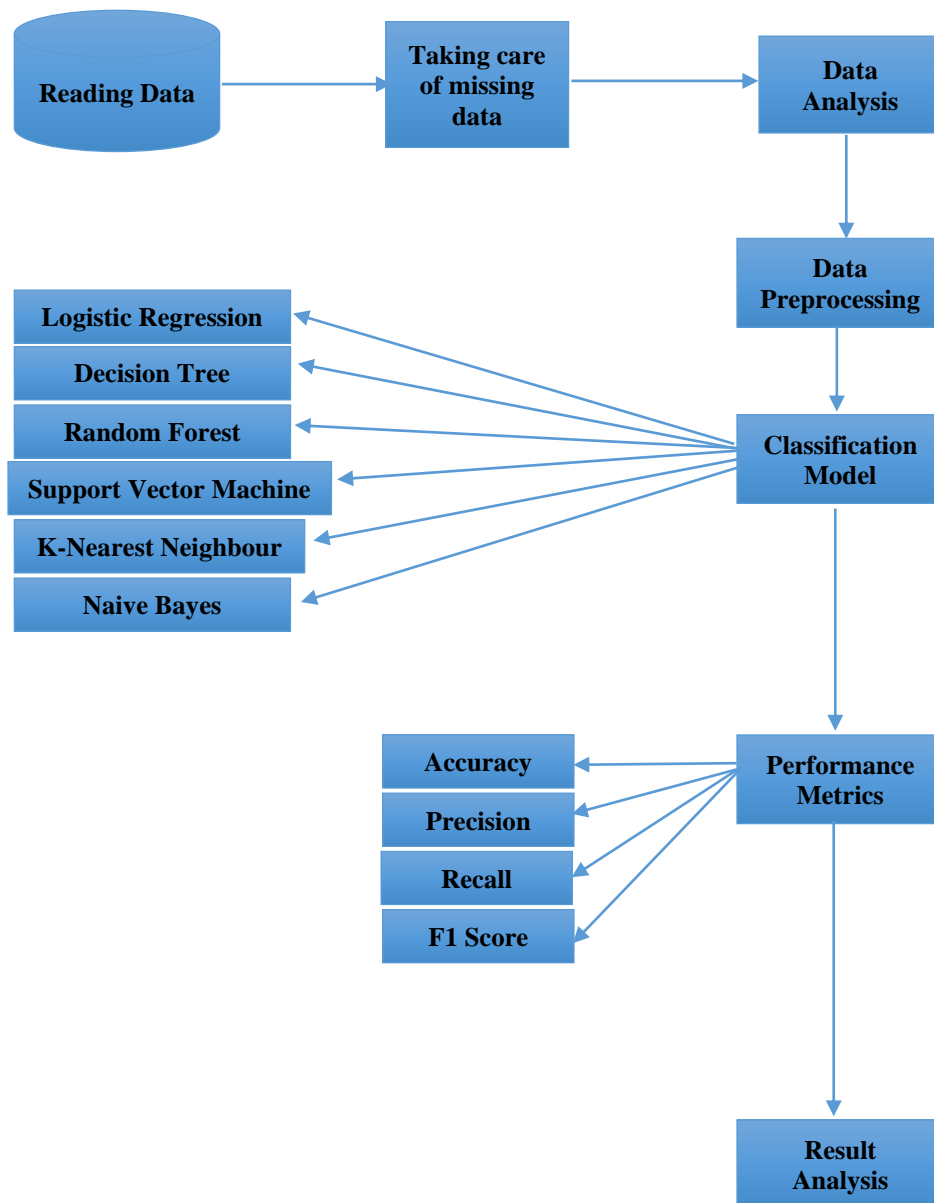 Reading Data
Taking care
of missing
data
Data
Analysis
Data
Preprocessing
Logistic Regression
Decision Tree
Random Forest
Support Vector Machine
K-Nearest Neighbour
Naive Bayes
Classification
Model
Accuracy
Precision
Recall
F1 Score
Performance
Metrics
Result
Analysis